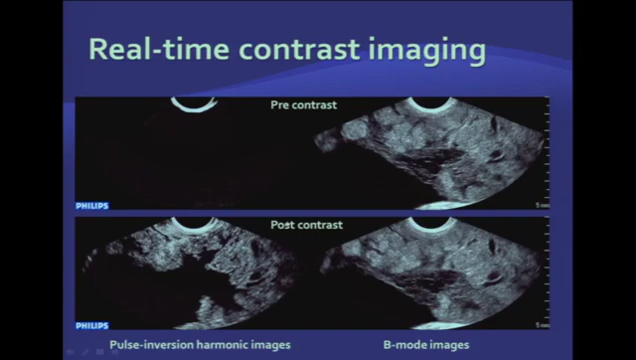 Real-time contrast imaging
Pre contrast
PHILIPS
5 mm
Post contrast
PHILIPS
5 mm
Pulse-inversion harmonic images
B-mode images